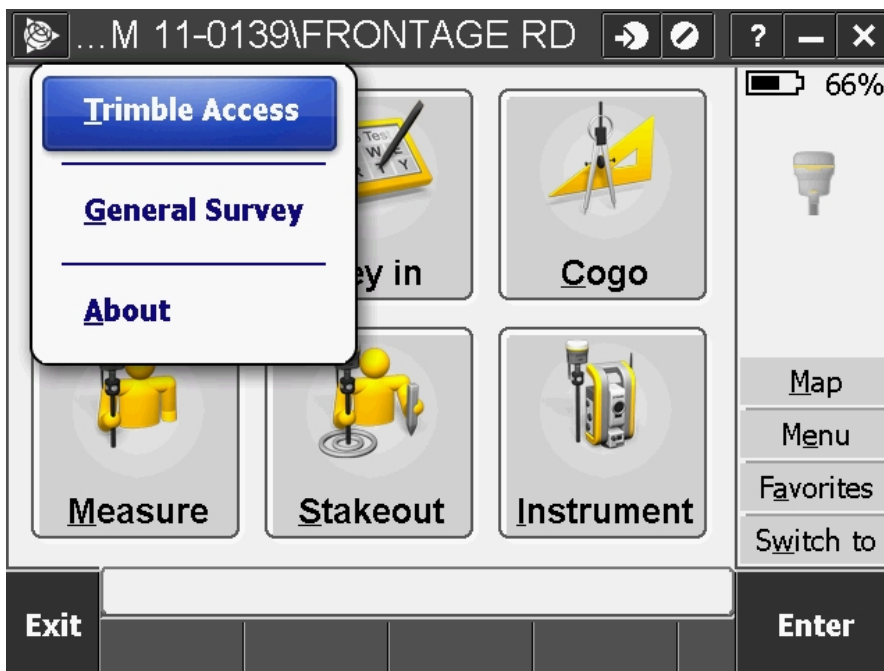 ...M 11-0139\FRONTAGE RD
?
66%
Trimble Access
General Survey
About
ey in
Cogo
Measure
Stakeout
Instrument
Map
Menu
Favorites
Switch to
Exit
Enter